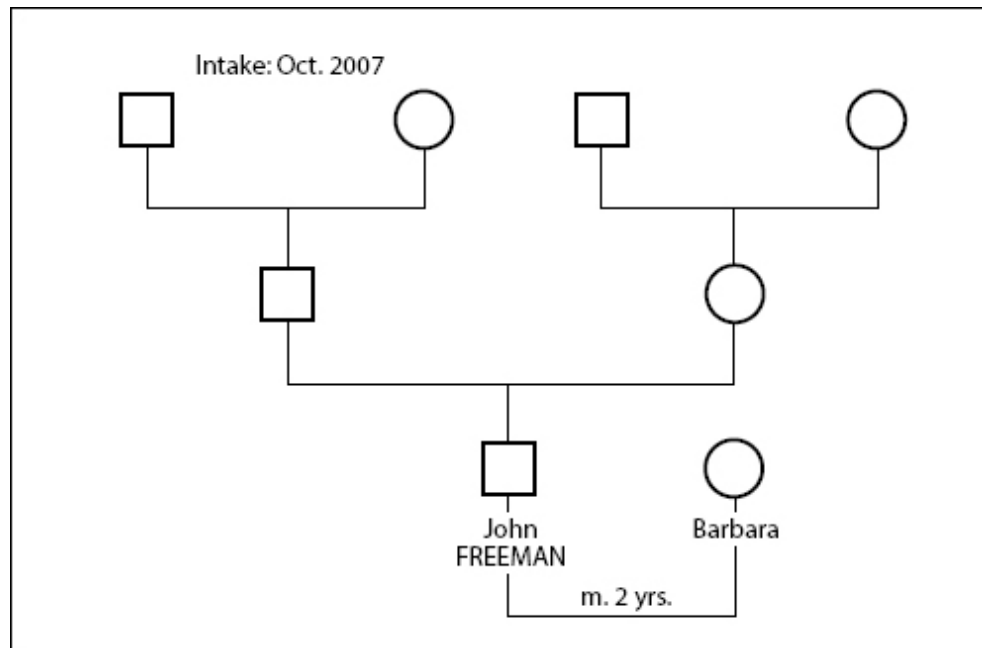 Intake: Oct. 2007
John
FREEMAN
Barbara
m. 2 yrs.